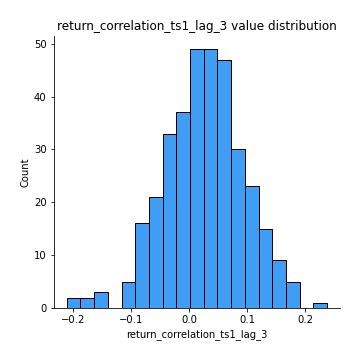 return_correlation_ts1_lag_3 value distribution
50
40
30
20
10
0
Count
−0.2 −0.1 0.0 0.1 0.2
return_correlation_ts1_lag_3